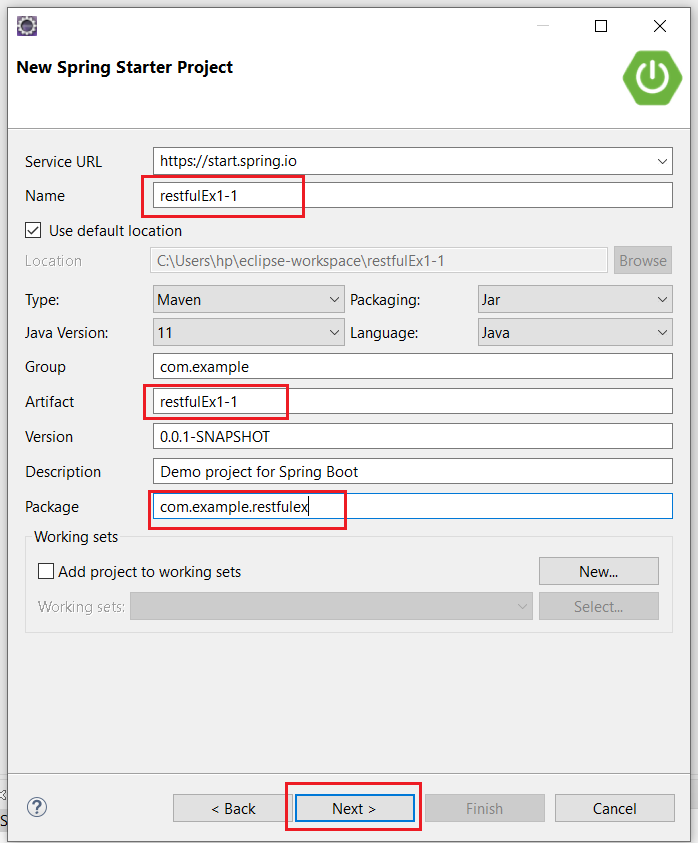 New Spring Starter Project
Service URL https://start.spring.io
Name restfulEx1-1
Use default location
Location C:\Users\hp\eclipse-workspace\restfulEx1-1 Browse
Type: Maven Packaging: Jar
Java Version: 11 Language: Java
Group com.example
Artifact restfulEx1-1
Version 0.0.1-SNAPSHOT
Description Demo project for Spring Boot
Package com.example.restfulex
Working sets
Add project to working sets New...
Working sets: Select...
? < Back Next > Finish Cancel